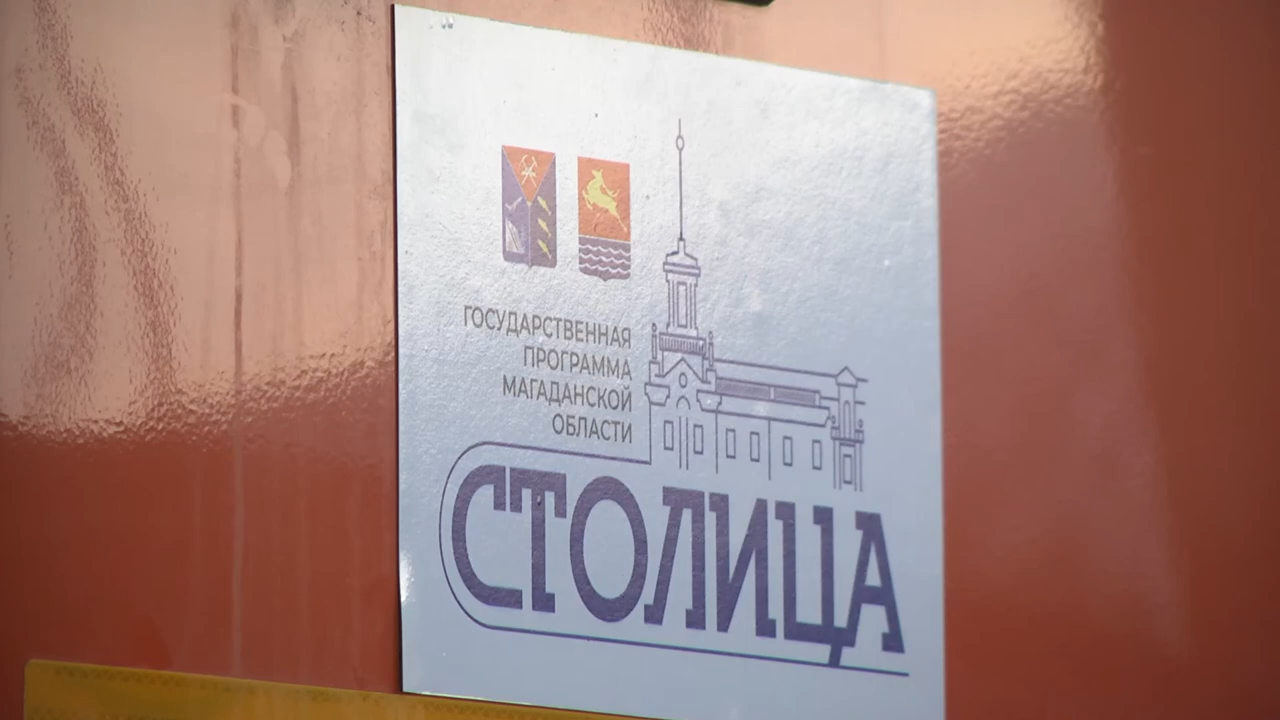 ГОСУДАРСТВЕННАЯ
ПРОГРАММА
МАГАДАНСКОЙ
ОБЛАСТИ
СТОЛИЦА